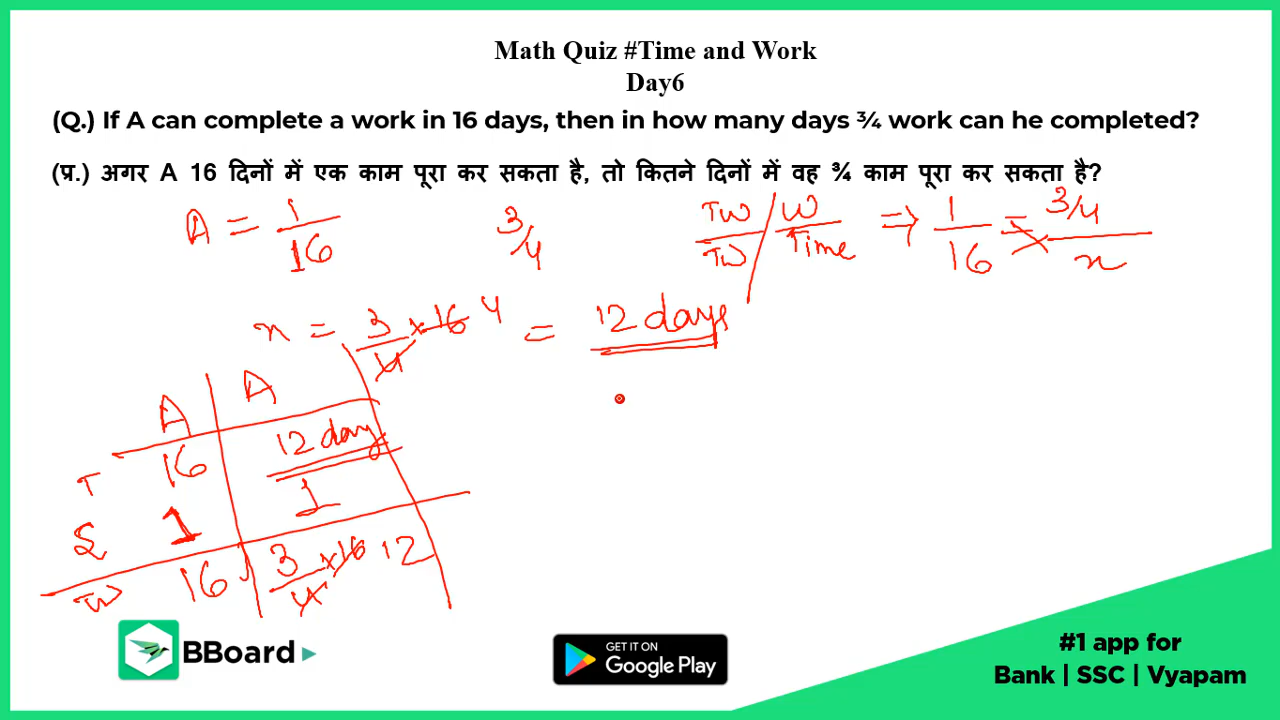 Math Quiz #Time and Work
Day6
(Q.) If A can complete a work in 16 days, then in how many days ¾ work can he completed?
(प्र.) अगर A 16 दिनों में एक काम पूरा कर सकता है, तो कितने दिनों में वह ¾ काम पूरा कर सकता है?
A = 1/16 3/4 TW/TW W/Time ⇒ 1/16 = 3/4/x
x = 3/4 × 16 4 = 12 days
A A
T 16 12 day
1 1
W 16 3/4 × 16 12
BBoard
GET IT ON
Google Play
#1 app for
Bank | SSC | Vyapam